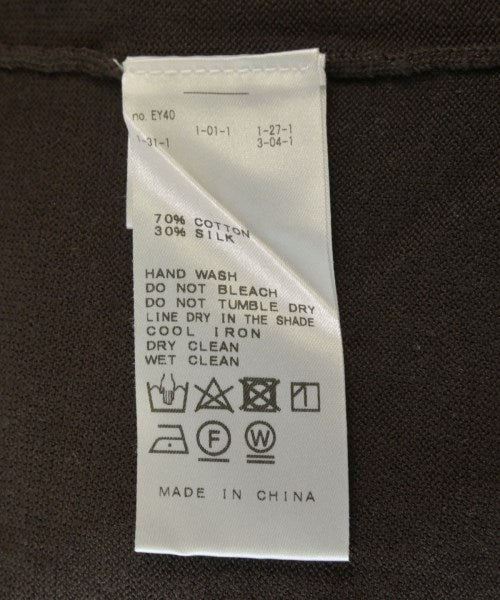 no. EY40
1-01-1 1-27-1
-31-1 3-04-1
70% COTTON
30% SILK
HAND WASH
DO NOT BLEACH
DO NOT TUMBLE DRY
LINE DRY IN THE SHADE
COOL IRON
DRY CLEAN
WET CLEAN
F W
MADE IN CHINA